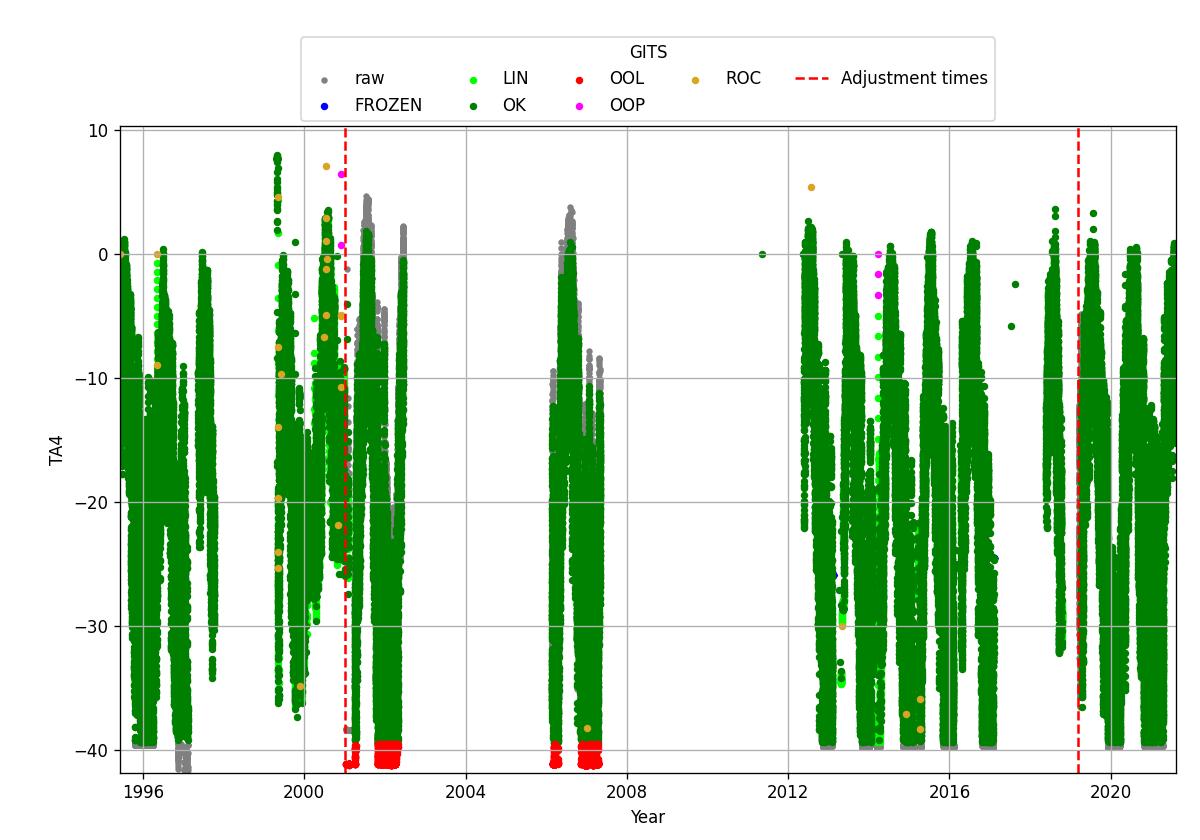 GITS
raw LIN OOL ROC Adjustment times
FROZEN OK OOP
10
0
−10
−20
−30
−40
TA4
1996 2000 2004 2008 2012 2016 2020
Year